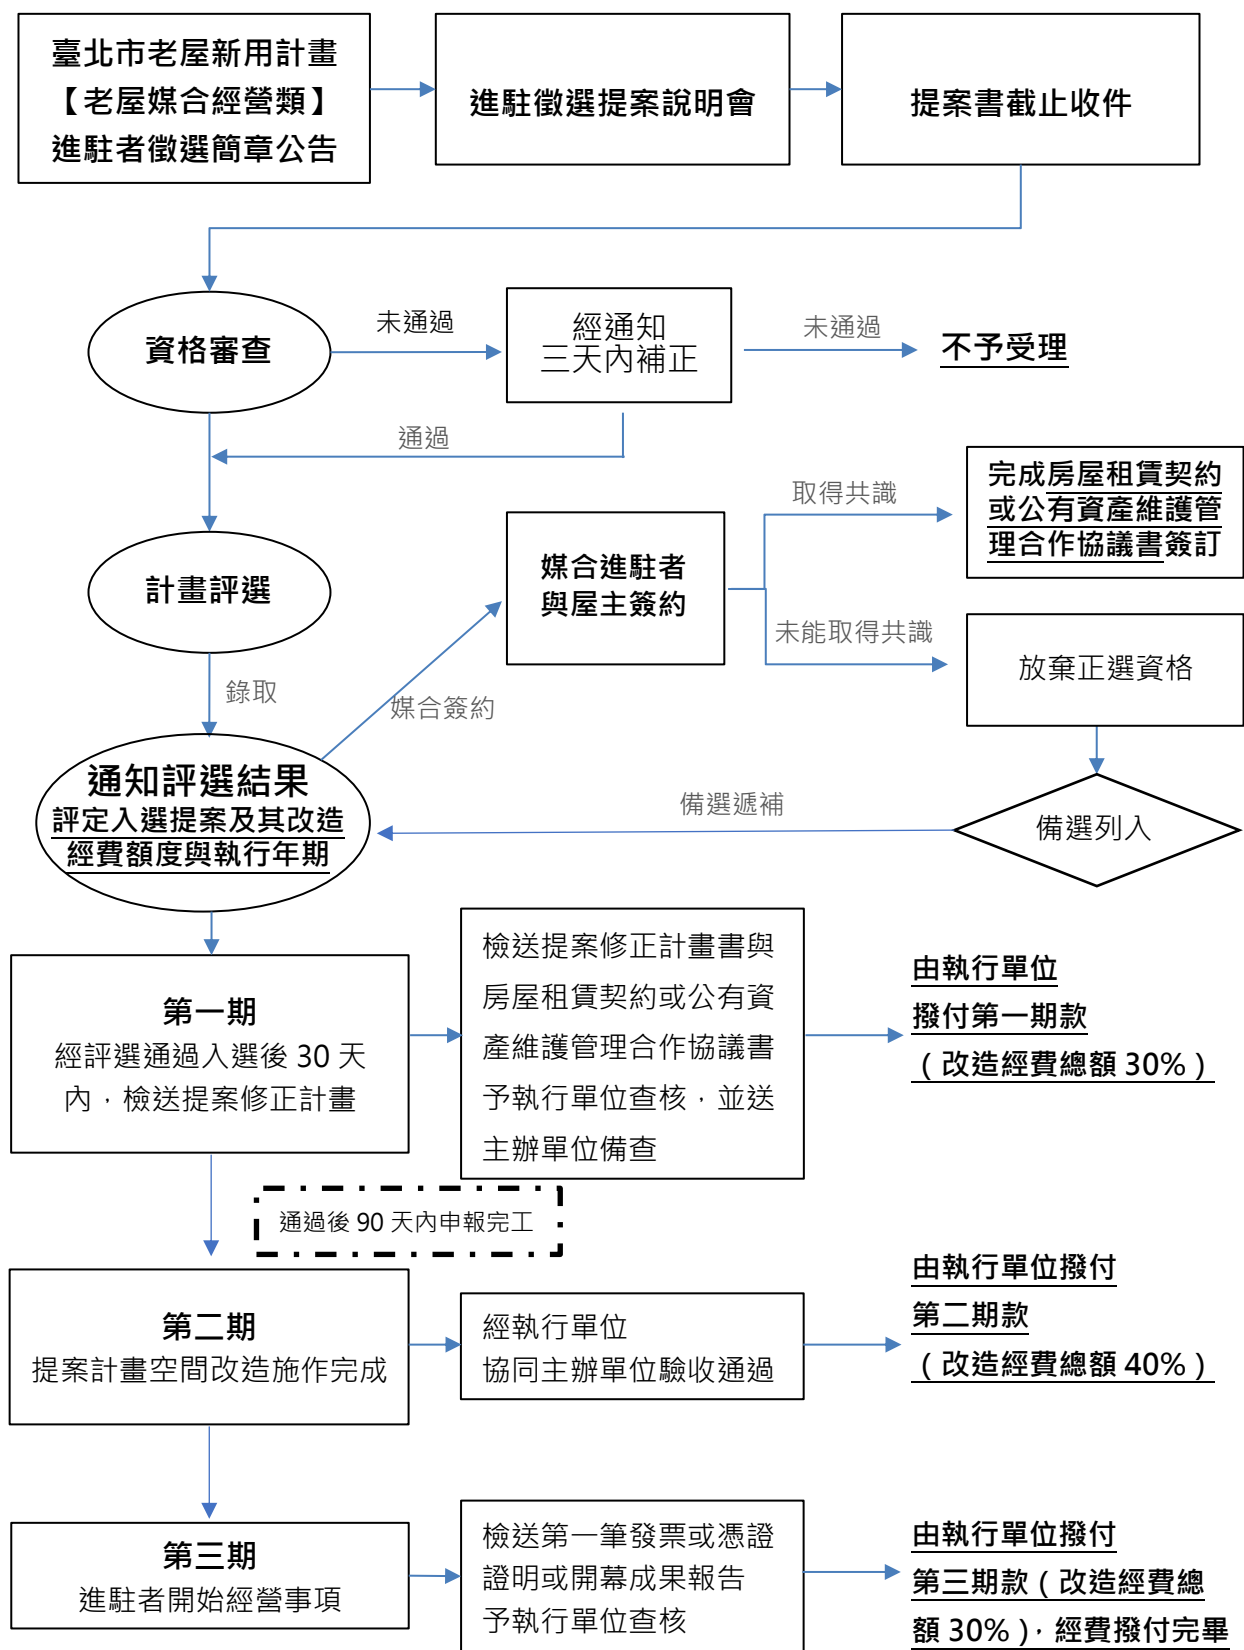 臺北市老屋新用計畫
【老屋媒合經營類】
進駐者徵選簡章公告
進駐徵選提案說明會
提案書截止收件
資格審查
未通過
經通知
三天內補正
未通過
不予受理
通過
計畫評選
媒合進駐者
與屋主簽約
取得共識
完成房屋租賃契約
或公有資產維護管
理合作協議書簽訂
未能取得共識
放棄正選資格
錄取
媒合簽約
通知評選結果
評定入選提案及其改造
經費額度與執行年期
備選遞補
備選列入
第一期
經評選通過入選後 30 天
內，檢送提案修正計畫
檢送提案修正計畫書與
房屋租賃契約或公有資
產維護管理合作協議書
予執行單位查核，並送
主辦單位備查
由執行單位
撥付第一期款
（改造經費總額 30%）
通過後 90 天內申報完工
第二期
提案計畫空間改造施作完成
經執行單位
協同主辦單位驗收通過
由執行單位撥付
第二期款
（改造經費總額 40%）
第三期
進駐者開始經營事項
檢送第一筆發票或憑證
證明或開幕成果報告
予執行單位查核
由執行單位撥付
第三期款（改造經費總
額 30%），經費撥付完畢